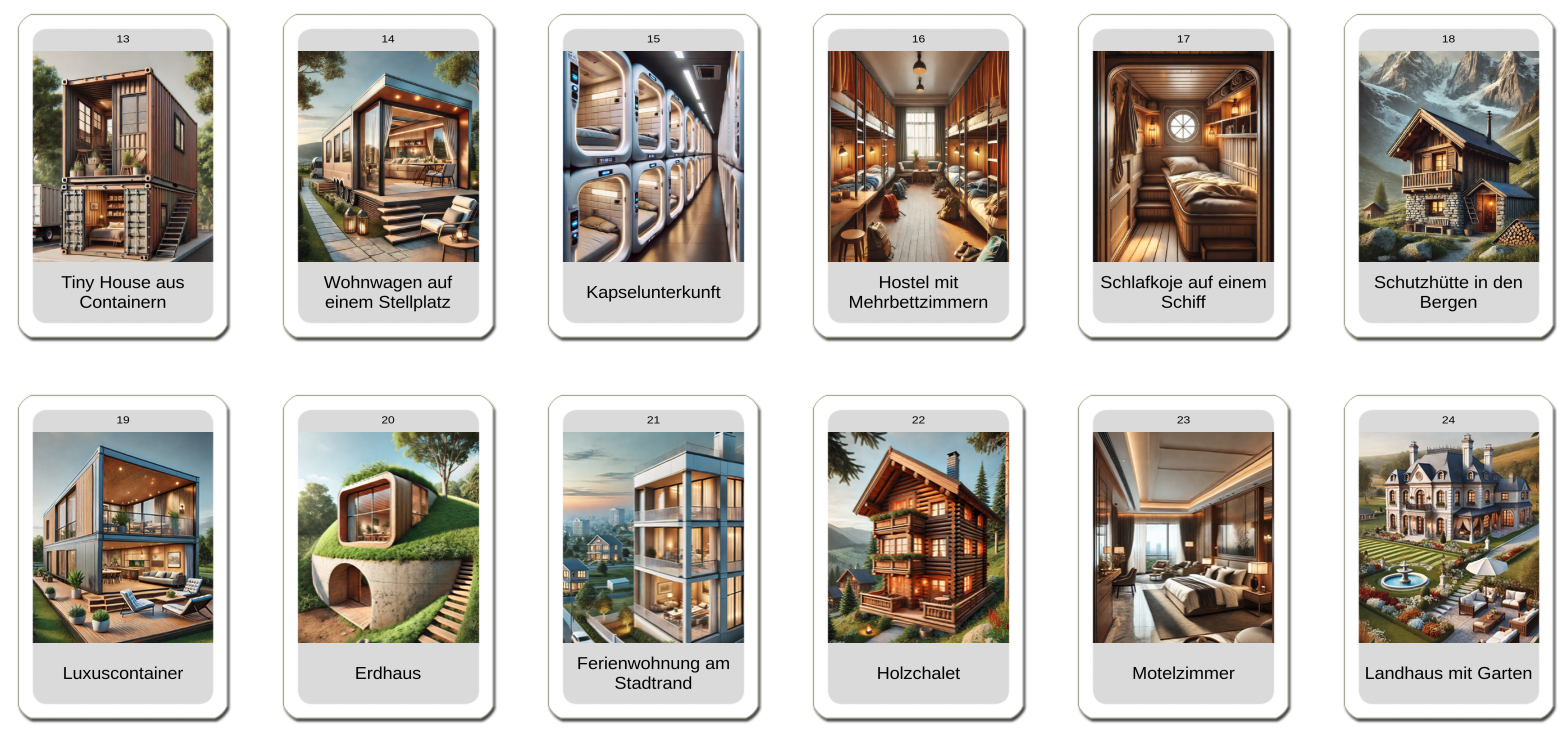 13
Tiny House aus
Containern
14
Wohnwagen auf
einem Stellplatz
15
Kapselunterkunft
16
Hostel mit
Mehrbettzimmern
17
Schlafkoje auf einem
Schiff
18
Schutzhütte in den
Bergen
19
Luxuscontainer
20
Erdhaus
21
Ferienwohnung am
Stadtrand
22
Holzchalet
23
Motelzimmer
24
Landhaus mit Garten